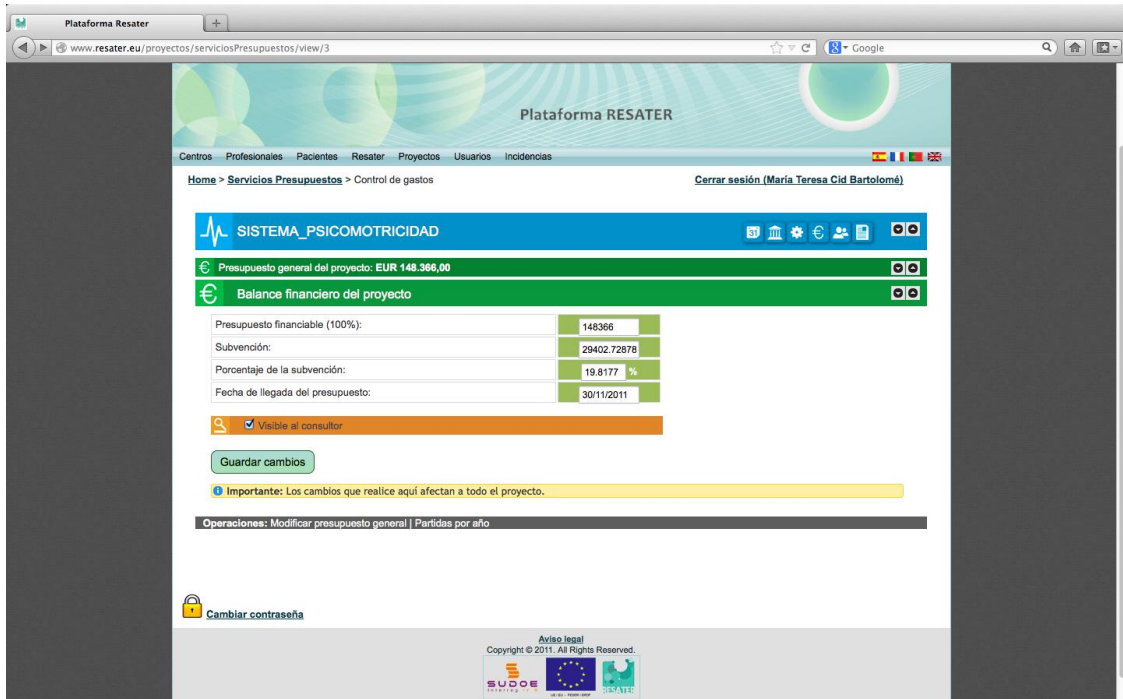 Plataforma Resater
www.resater.eu/proyectos/serviciosPresupuestos/view/3
Google
Plataforma RESATER
Centros Profesionales Pacientes Resater Proyectos Usuarios Incidencias
Home > Servicios Presupuestos > Control de gastos
Cerrar sesión (María Teresa Cid Bartolomé)
SISTEMA_PSICOMOTRICIDAD
31 €
€ Presupuesto general del proyecto: EUR 148.366,00
€ Balance financiero del proyecto
Presupuesto financiable (100%): 148366
Subvención: 29402.72878
Porcentaje de la subvención: 19.8177 %
Fecha de llegada del presupuesto: 30/11/2011
Visible al consultor
Guardar cambios
Importante: Los cambios que realice aquí afectan a todo el proyecto.
Operaciones: Modificar presupuesto general | Partidas por año
Cambiar contraseña
Aviso legal
Copyright © 2011. All Rights Reserved.
SUDOE
RESATER